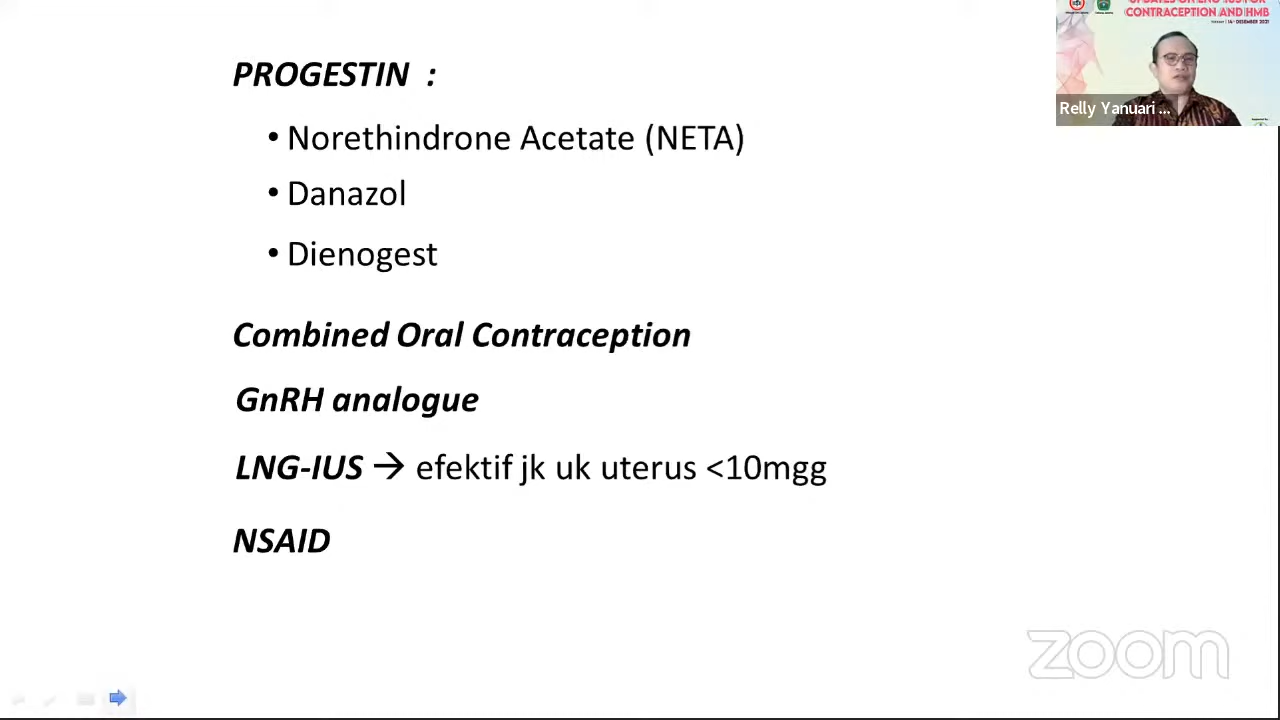 PROGESTIN :
• Norethindrone Acetate (NETA)
• Danazol
• Dienogest
Combined Oral Contraception
GnRH analogue
LNG-IUS → efektif jk uk uterus <10mgg
NSAID
CONTRACEPTION AND HMB
Relly Yanuari ...
zoom